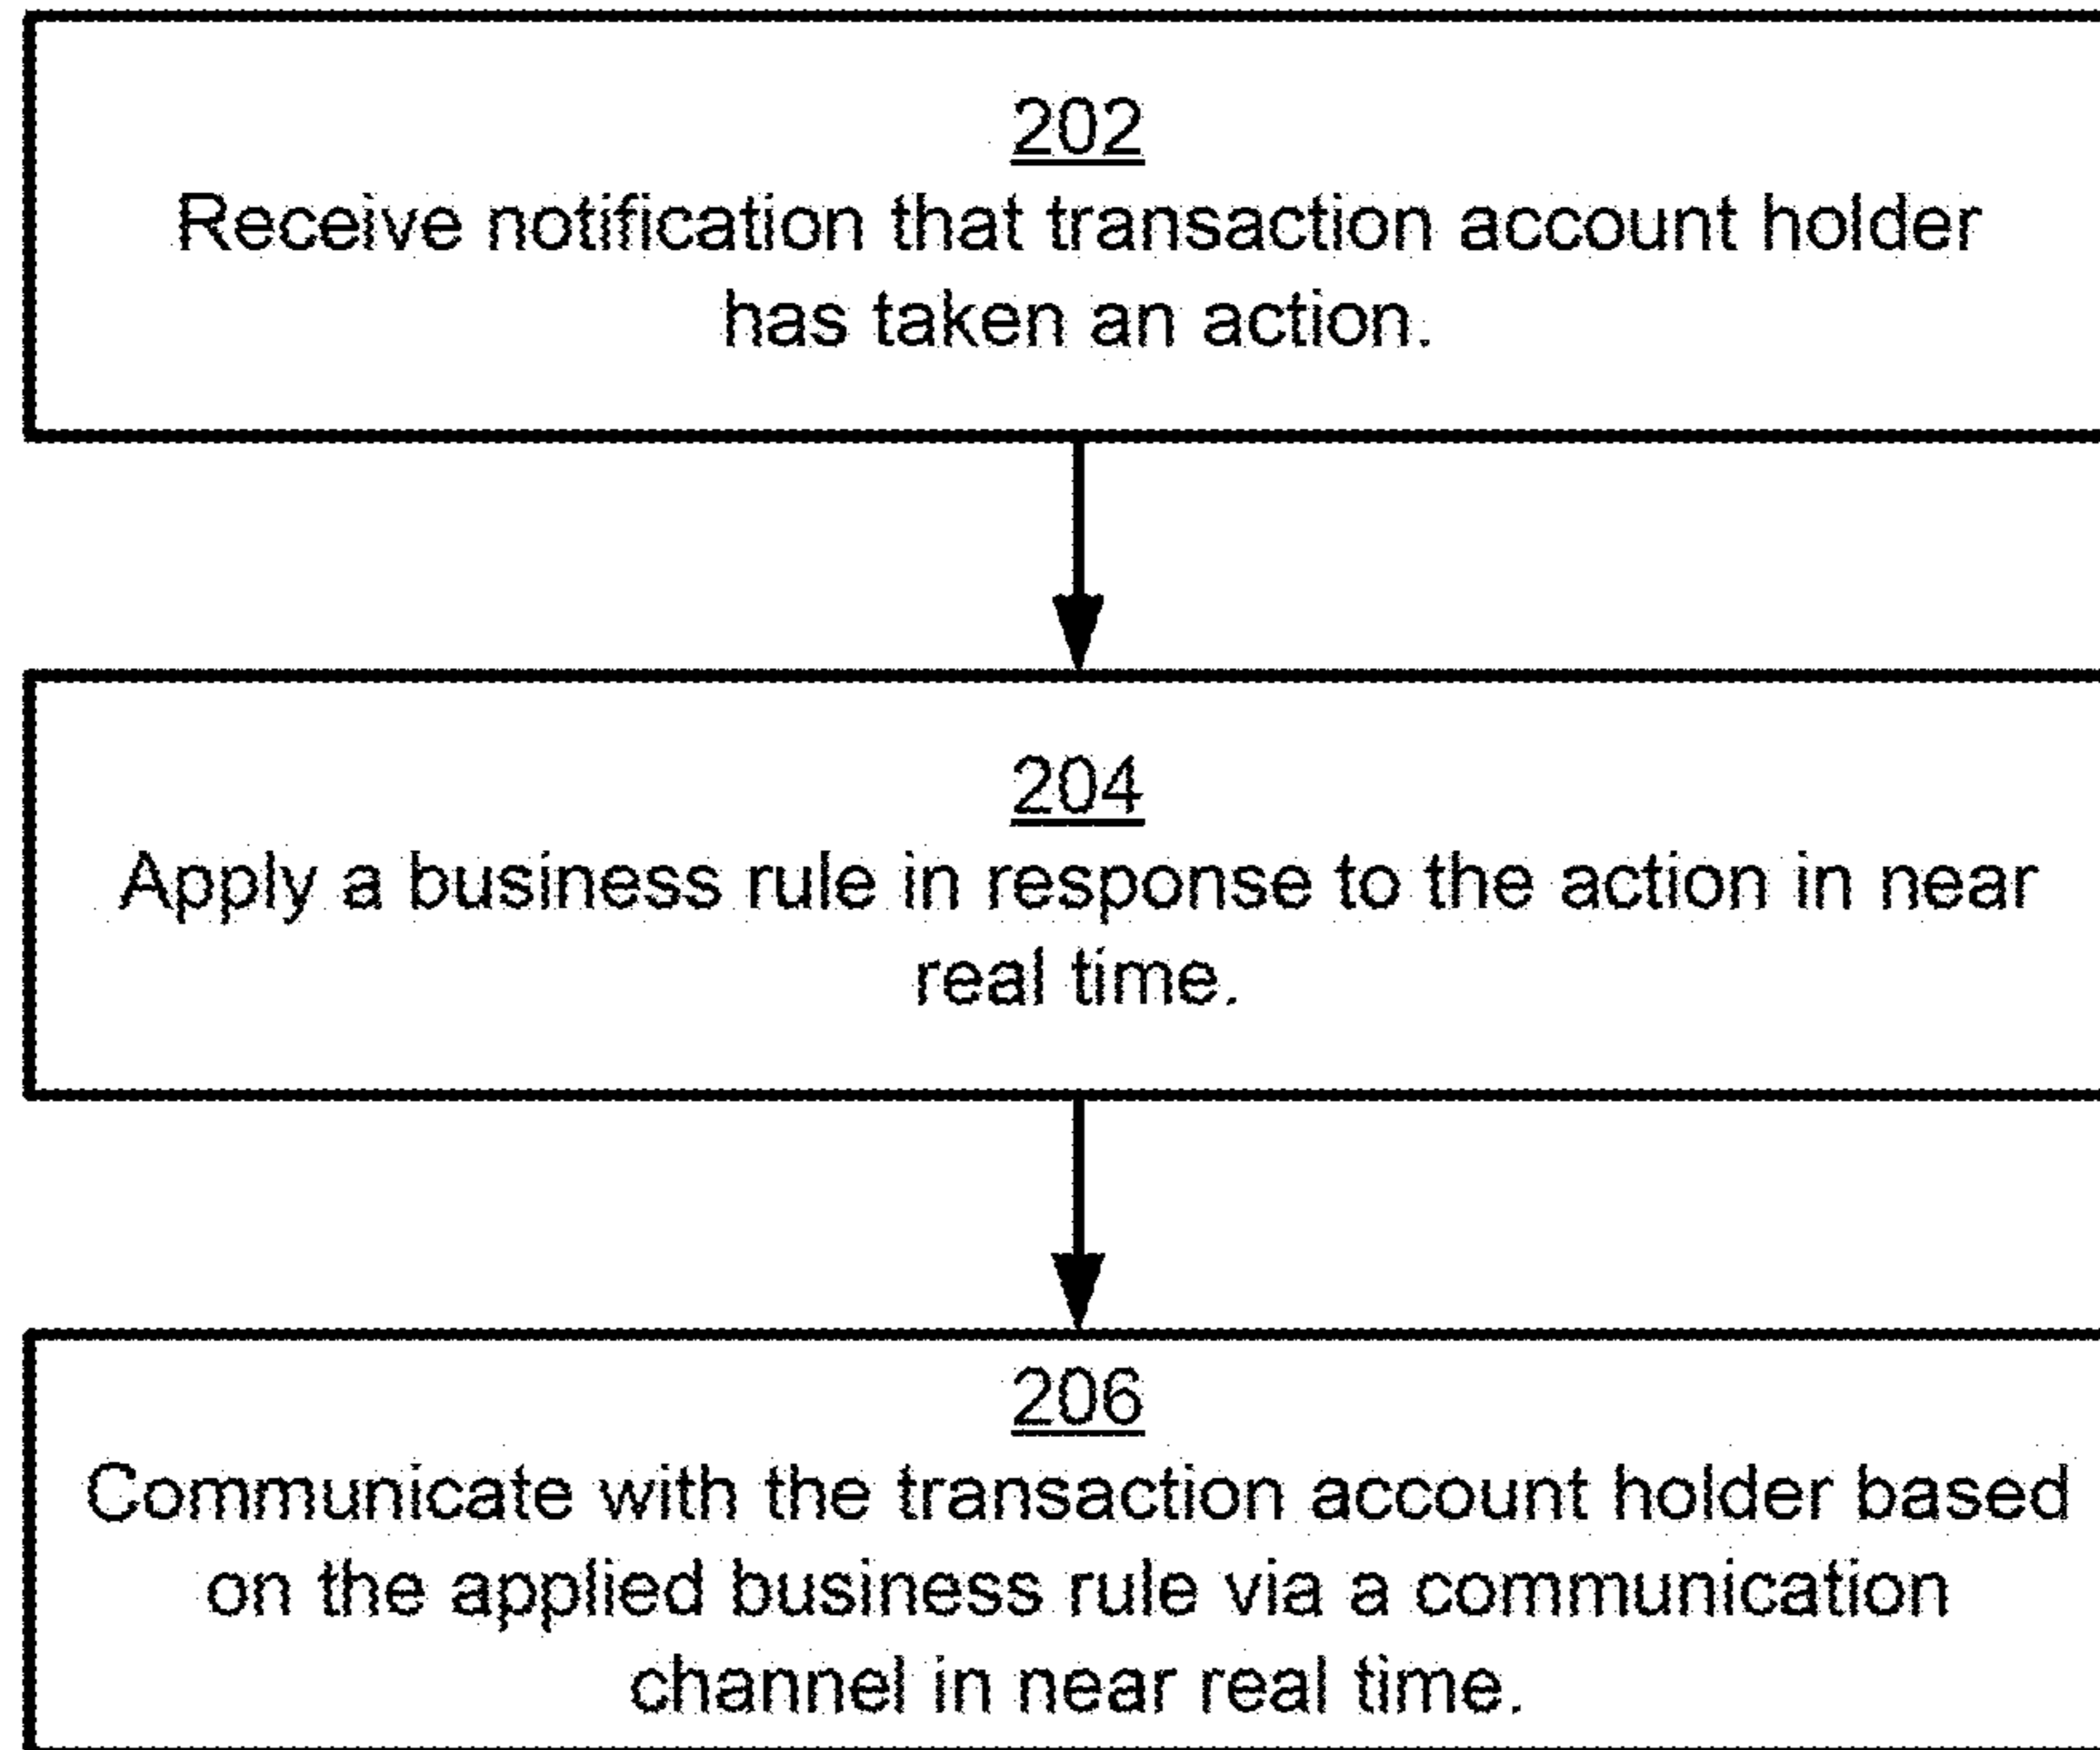 202
Receive notification that transaction account holder
has taken an action.
204
Apply a business rule in response to the action in near
real time.
206
Communicate with the transaction account holder based
on the applied business rule via a communication
channel in near real time.